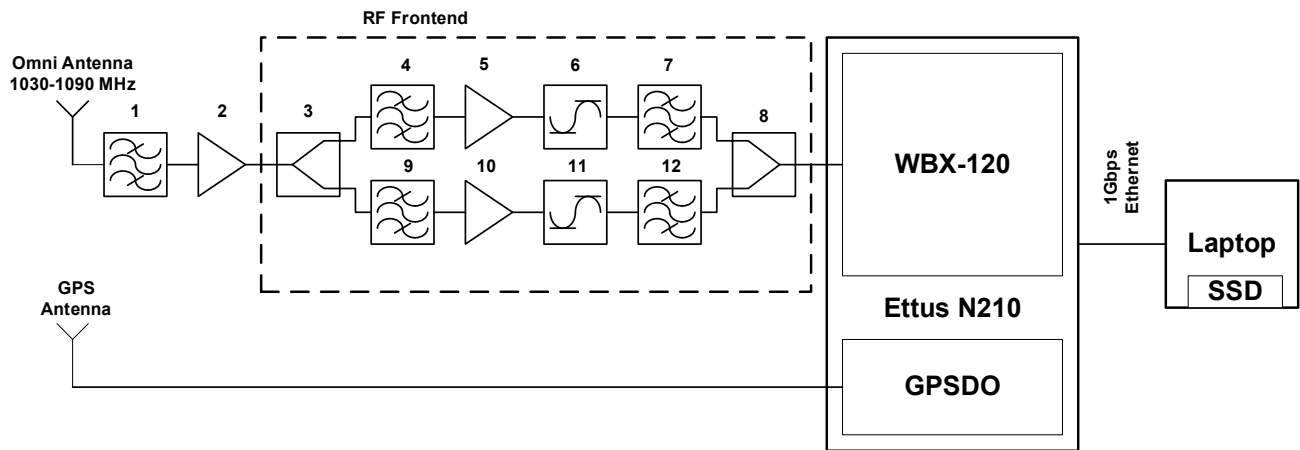 RF Frontend
Omni Antenna
1030-1090 MHz
1
2
3
4
5
6
7
8
9
10
11
12
WBX-120
1Gbps
Ethernet
Laptop
SSD
GPS
Antenna
Ettus N210
GPSDO